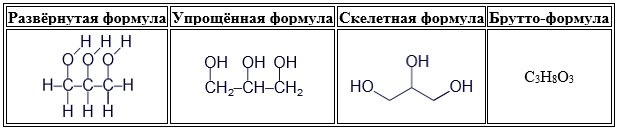 Развёрнутая формула Упрощённая формула Скелетная формула Брутто-формула
H H H
O O O
H–C–C–C–H
H H H
OH OH OH
CH₂–CH–CH₂
OH
HO OH
C₃H₈O₃